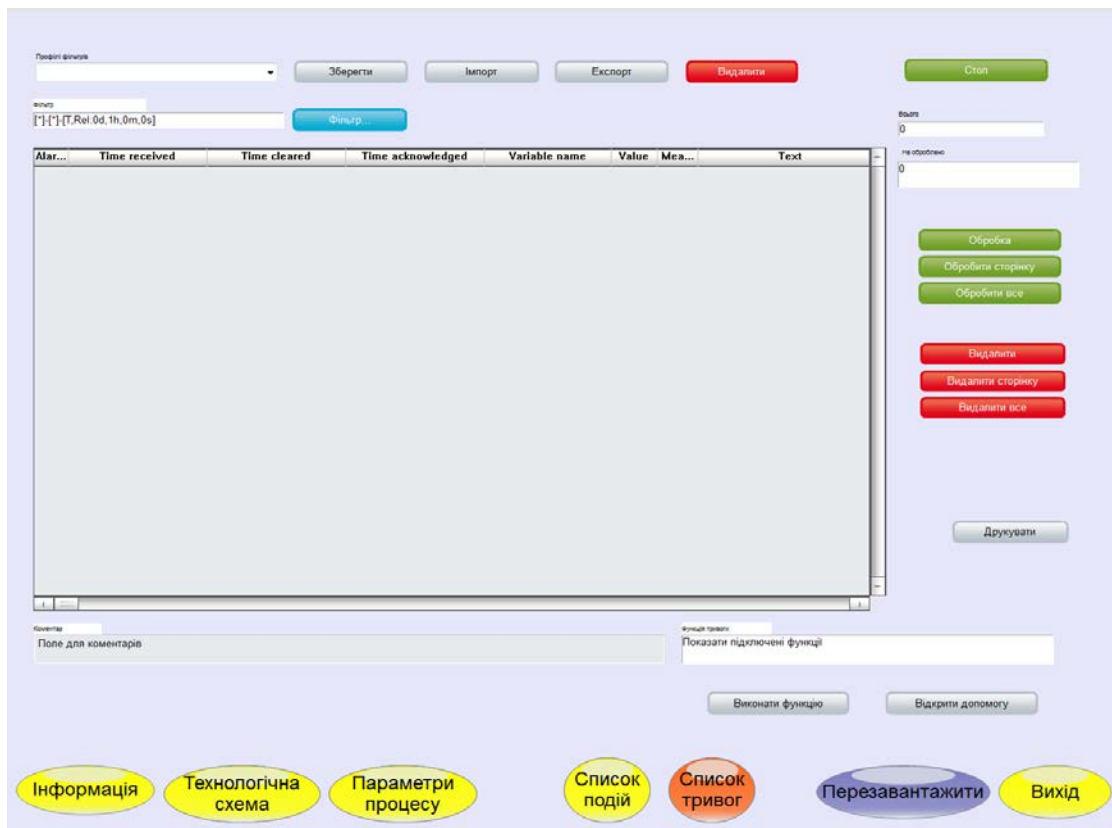 Профілі фільтрів
Зберегти
Імпорт
Експорт
Видалити
Стоп
Фільтр
[*]-[*]-[T,Rel:0d,1h,0m,0s]
Фільтр...
Всього
0
Не оброблено
0
Alar... Time received Time cleared Time acknowledged Variable name Value Mea... Text
Обробка
Обробити сторінку
Обробити все
Видалити
Видалити сторінку
Видалити все
Друкувати
Коментар
Поле для коментарів
Функція тривоги
Показати підключені функції
Виконати функцію
Відкрити допомогу
Інформація
Технологічна
схема
Параметри
процесу
Список
подій
Список
тривог
Перезавантажити
Вихід